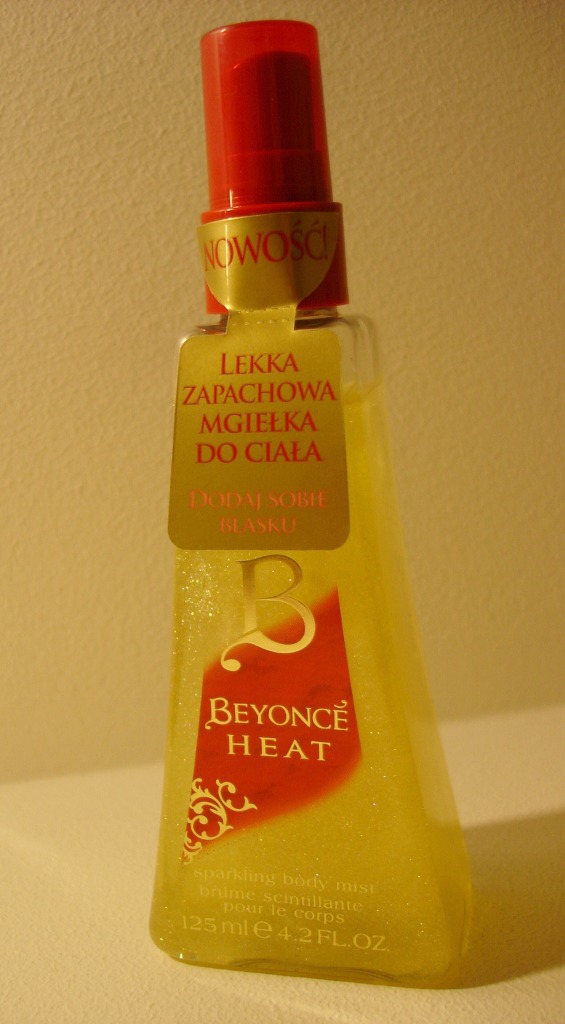 NOWOŚĆ!
LEKKA
ZAPACHOWA
MGIEŁKA
DO CIAŁA
DODAJ SOBIE
BLASKU
B
BEYONCÉ
HEAT
sparkling body mist
brume scintillante
pour le corps
125 ml e 4.2 FL.OZ.